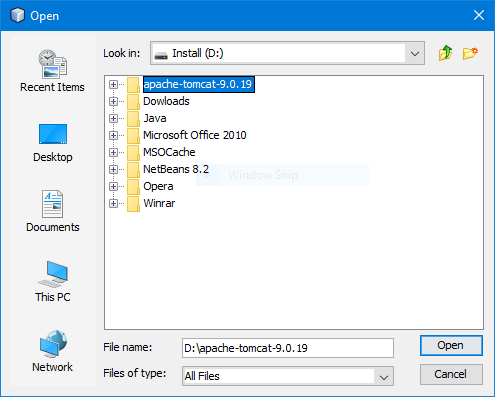 Open
Look in:
Install (D:)
Recent Items
Desktop
Documents
This PC
Network
apache-tomcat-9.0.19
Dowloads
Java
Microsoft Office 2010
MSOCache
NetBeans 8.2
Window Snip
Opera
Winrar
File name:
D:\apache-tomcat-9.0.19
Open
Files of type:
All Files
Cancel